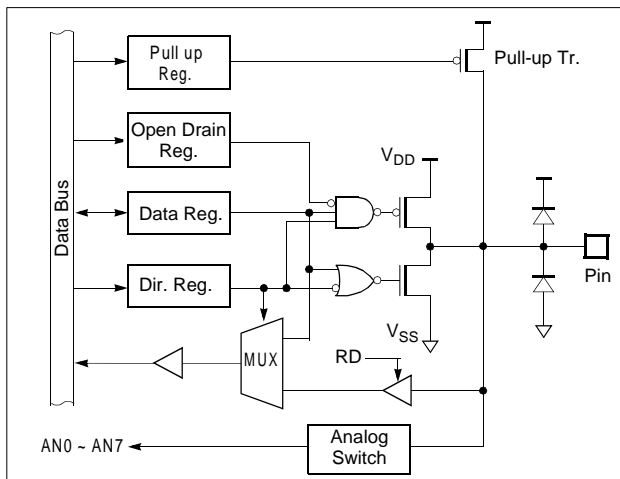 Pull up
Reg.
Pull-up Tr.
Open Drain
Reg.
VDD
Data Bus
Data Reg.
Dir. Reg.
Pin
VSS
MUX
RD
AN0 ~ AN7
Analog
Switch